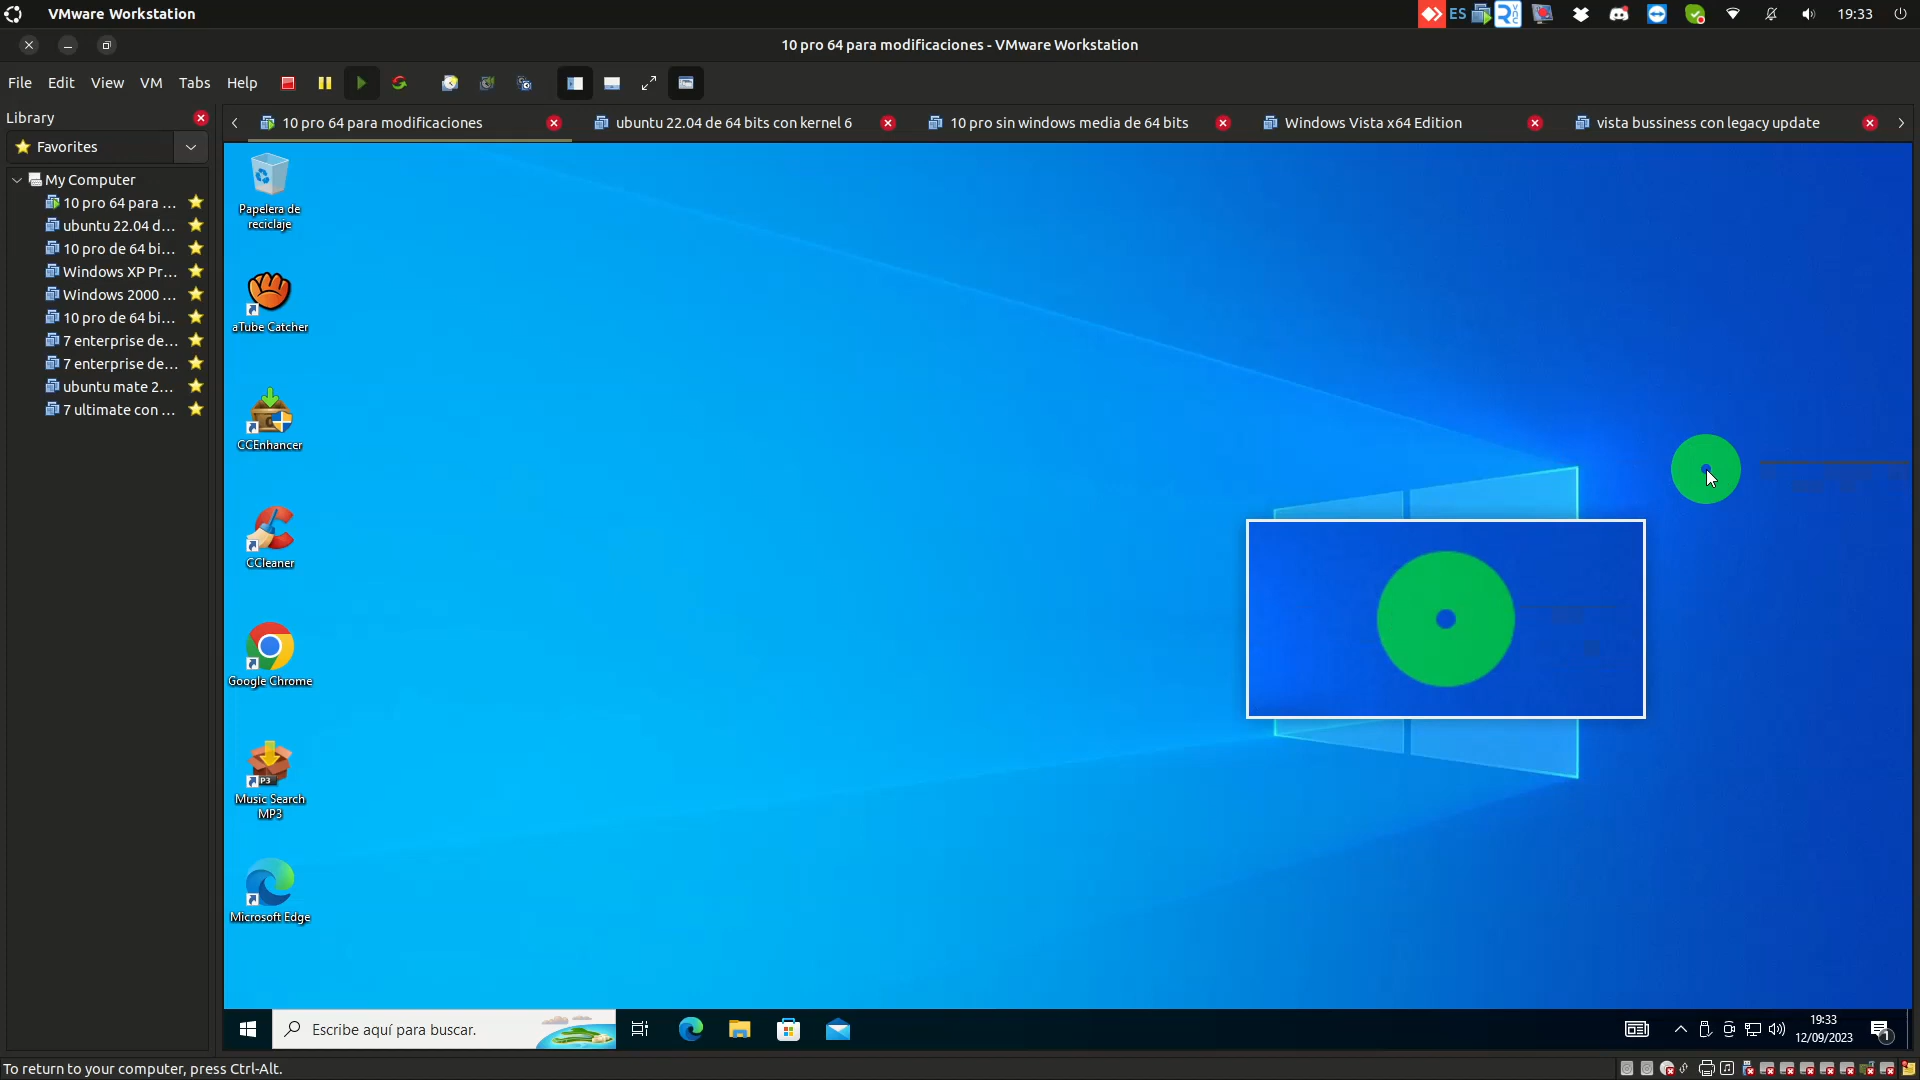 VMware Workstation
ES
19:33
10 pro 64 para modificaciones - VMware Workstation
File Edit View VM Tabs Help
Library
Favorites
My Computer
10 pro 64 para ...
ubuntu 22.04 d...
10 pro de 64 bi...
Windows XP Pr...
Windows 2000 ...
10 pro de 64 bi...
7 enterprise de...
7 enterprise de...
ubuntu mate 2...
7 ultimate con ...
10 pro 64 para modificaciones
ubuntu 22.04 de 64 bits con kernel 6
10 pro sin windows media de 64 bits
Windows Vista x64 Edition
vista bussiness con legacy update
Papelera de
reciclaje
aTube Catcher
CCEnhancer
CCleaner
Google Chrome
Music Search
MP3
Microsoft Edge
Escribe aquí para buscar.
19:33
12/09/2023
1
To return to your computer, press Ctrl-Alt.